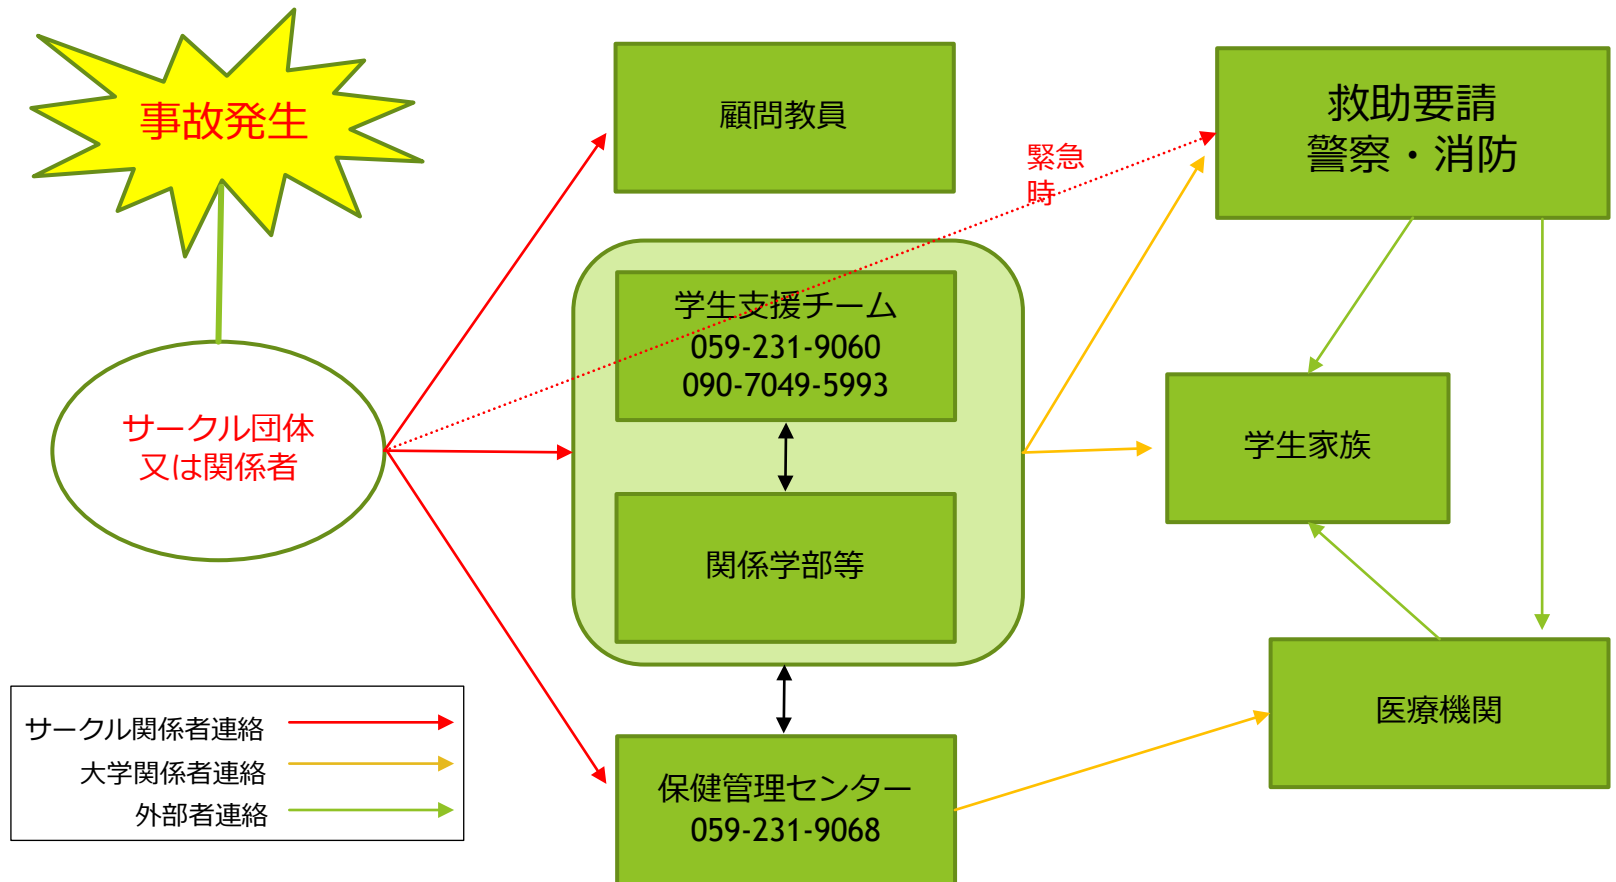 事故発生
顧問教員
救助要請
警察・消防
緊急
時
学生支援チーム
059-231-9060
090-7049-5993
サークル団体
又は関係者
学生家族
関係学部等
医療機関
保健管理センター
059-231-9068
サークル関係者連絡
大学関係者連絡
外部者連絡